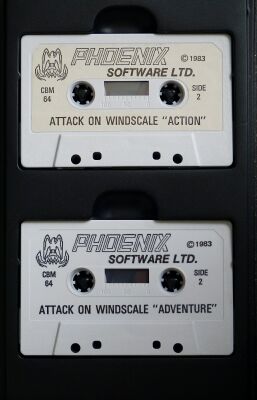 PHOENIX
©1983
SOFTWARE LTD.
CBM
64
SIDE
2
ATTACK ON WINDSCALE "ACTION"
PHOENIX
©1983
SOFTWARE LTD.
CBM
64
SIDE
2
ATTACK ON WINDSCALE "ADVENTURE"